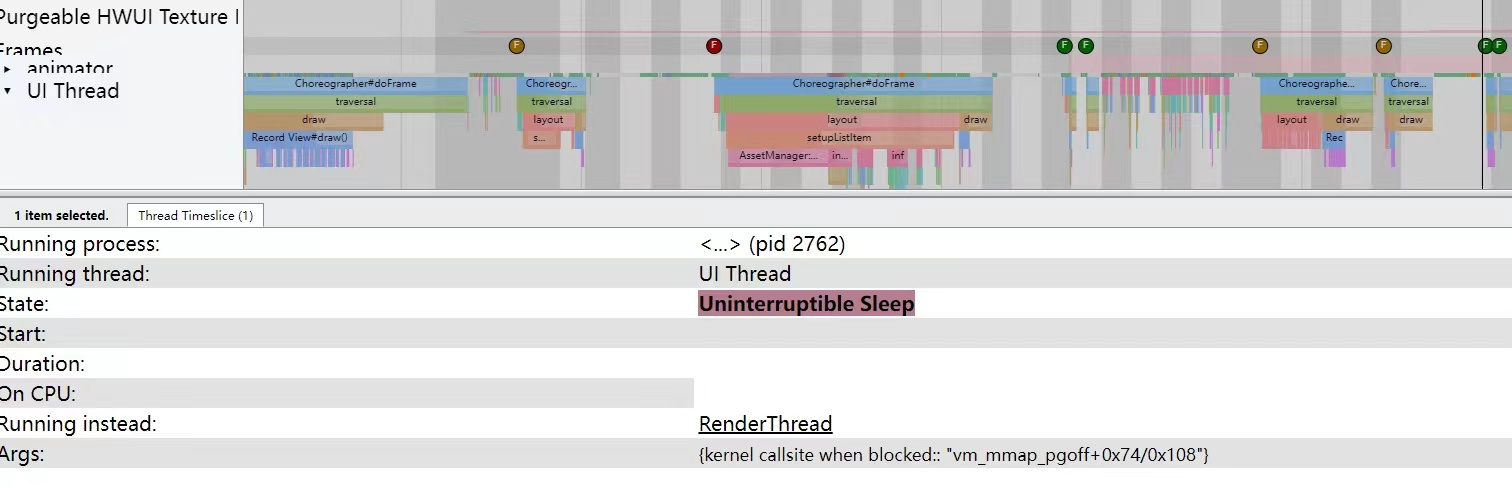 Purgeable HWUI Texture I
Frames
F F F F F F F F
animator
UI Thread
Choreographer#doFrame Choreogr... Choreographer#doFrame Choreographe... Chore...
traversal traversal traversal traversal traversal
draw layout layout draw layout draw draw
Record View#draw() s... setupListItem Rec
AssetManager:... in... inf
1 item selected. Thread Timeslice (1)
Running process: <...> (pid 2762)
Running thread: UI Thread
State: Uninterruptible Sleep
Start:
Duration:
On CPU:
Running instead: RenderThread
Args: {kernel callsite when blocked:: "vm_mmap_pgoff+0x74/0x108"}